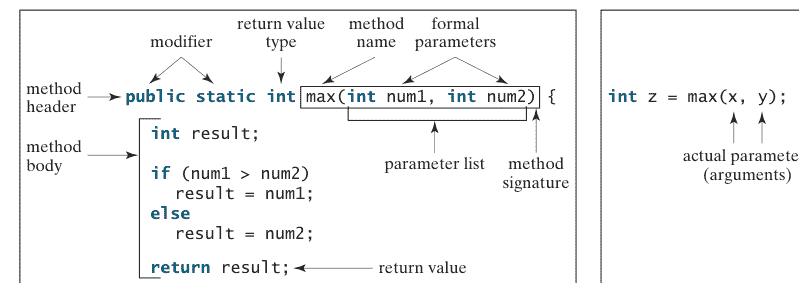 modifier
return value type
method name
formal parameters
method header
public static int max(int num1, int num2) {
method body
int result;
parameter list
method signature
if (num1 > num2)
result = num1;
else
result = num2;
return result;
return value
int z = max(x, y);
actual paramete
(arguments)